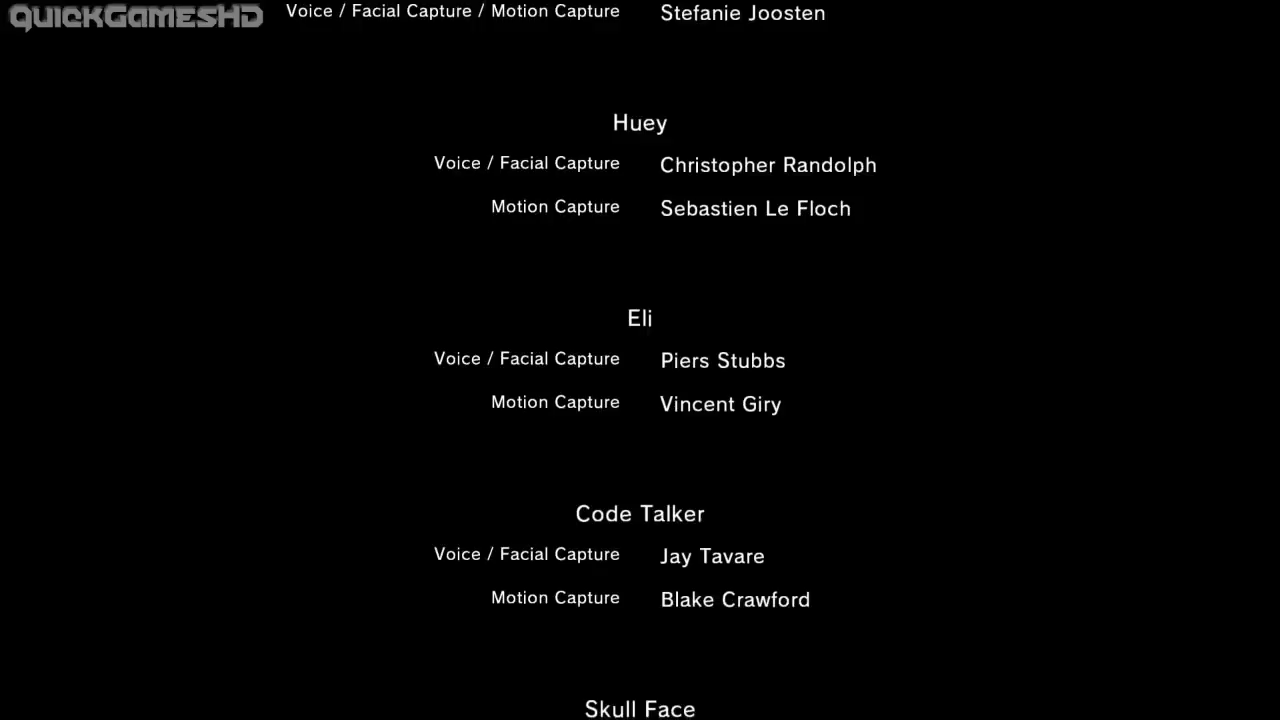 QUICKGAMESHD
Voice / Facial Capture / Motion Capture Stefanie Joosten
Huey
Voice / Facial Capture Christopher Randolph
Motion Capture Sebastien Le Floch
Eli
Voice / Facial Capture Piers Stubbs
Motion Capture Vincent Giry
Code Talker
Voice / Facial Capture Jay Tavare
Motion Capture Blake Crawford
Skull Face